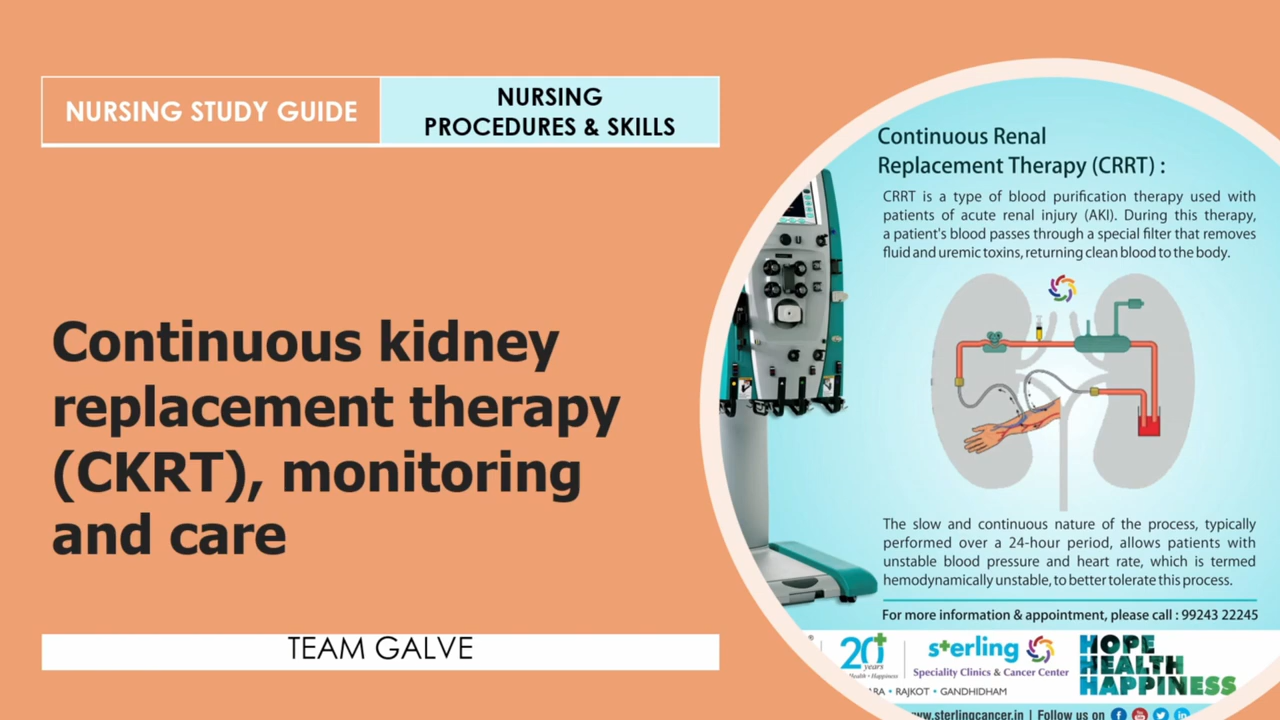 NURSING STUDY GUIDE
NURSING
PROCEDURES & SKILLS
Continuous kidney
replacement therapy
(CKRT), monitoring
and care
TEAM GALVE
Continuous Renal
Replacement Therapy (CRRT) :
CRRT is a type of blood purification therapy used with
patients of acute renal injury (AKI). During this therapy,
a patient's blood passes through a special filter that removes
fluid and uremic toxins, returning clean blood to the body.
The slow and continuous nature of the process, typically
performed over a 24-hour period, allows patients with
unstable blood pressure and heart rate, which is termed
hemodynamically unstable, to better tolerate this process.
For more information & appointment, please call : 99243 22245
20
years
Health • Happiness
sterling
Speciality Clinics & Cancer Center
HOPE
HEALTH
HAPPINESS
• RAJKOT • GANDHIDHAM
www.sterlingcancer.in | Follow us on